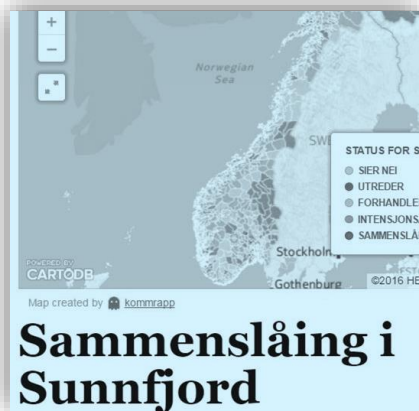 +
−
Norwegian
Sea
SWE
STATUS FOR S
SIER NEI
UTREDER
FORHANDLE
INTENSJONS
SAMMENSLÅ
Stockholm
Gothenburg
©2016 HE
POWERED BY
CARTODB
Map created by kommrapp
Sammenslåing i
Sunnfjord